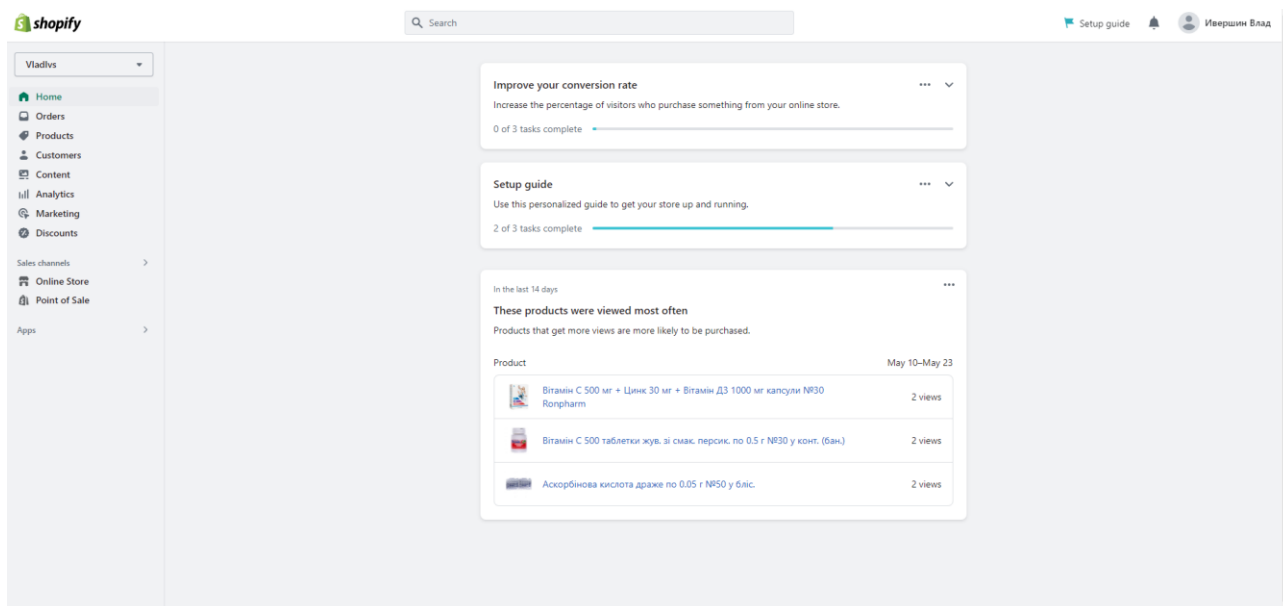 shopify
Search
Setup guide
Ивершин Влад
VladIvs
Home
Orders
Products
Customers
Content
Analytics
Marketing
Discounts
Sales channels
Online Store
Point of Sale
Apps
Improve your conversion rate
Increase the percentage of visitors who purchase something from your online store.
0 of 3 tasks complete
Setup guide
Use this personalized guide to get your store up and running.
2 of 3 tasks complete
In the last 14 days
These products were viewed most often
Products that get more views are more likely to be purchased.
Product
May 10–May 23
Вітамін С 500 мг + Цинк 30 мг + Вітамін Д3 1000 мг капсули №30
Ronpharm
2 views
Вітамін С 500 таблетки жув. зі смак. персик. по 0.5 г №30 у конт. (бан.)
2 views
Аскорбінова кислота драже по 0.05 г №50 у бліс.
2 views